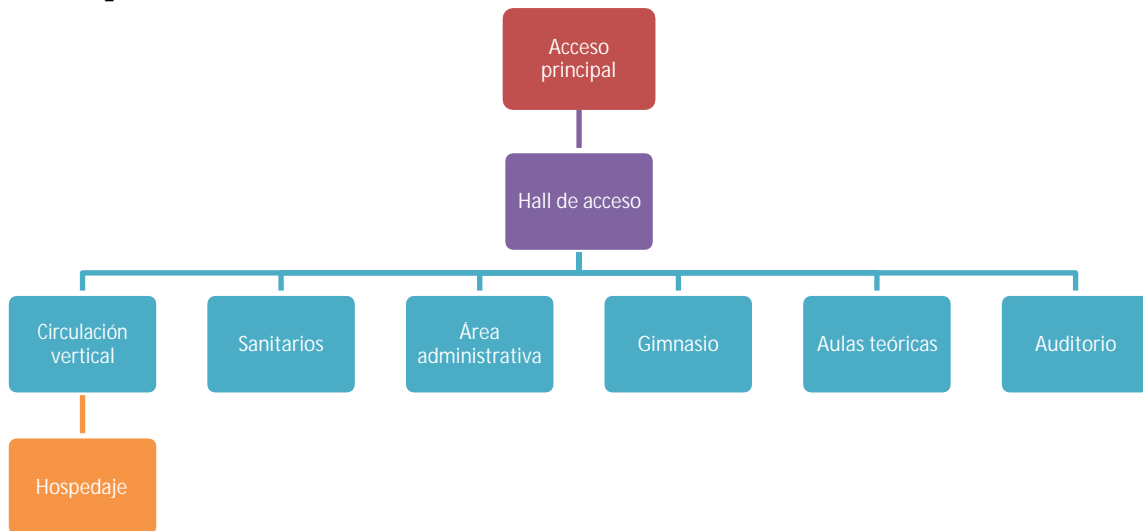 Acceso
principal
Hall de acceso
Circulación
vertical
Sanitarios
Área
administrativa
Gimnasio
Aulas teóricas
Auditorio
Hospedaje